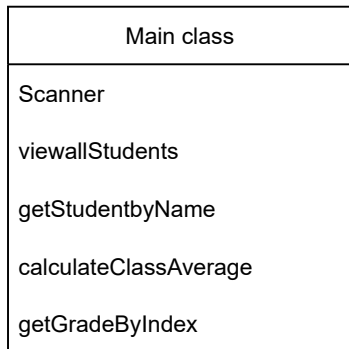 Main class
Scanner
viewallStudents
getStudentbyName
calculateClassAverage
getGradeByIndex